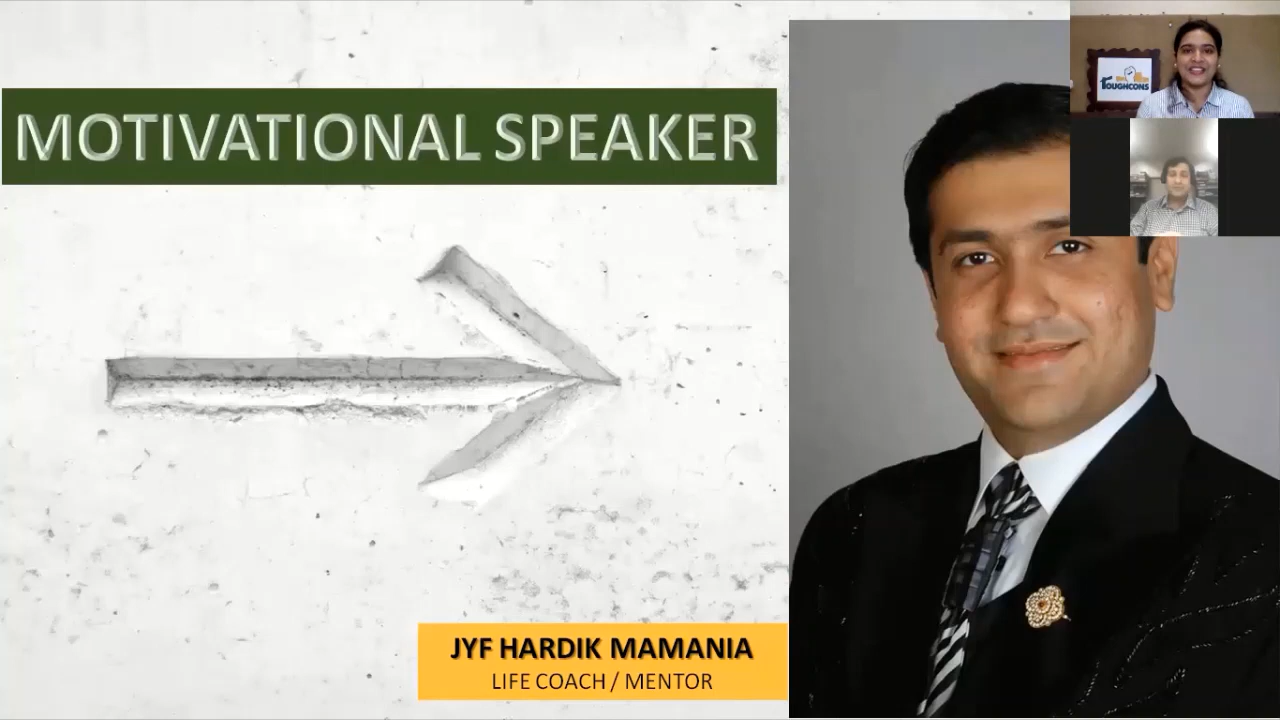 MOTIVATIONAL SPEAKER
TOUGHCONS
JYF HARDIK MAMANIA
LIFE COACH / MENTOR